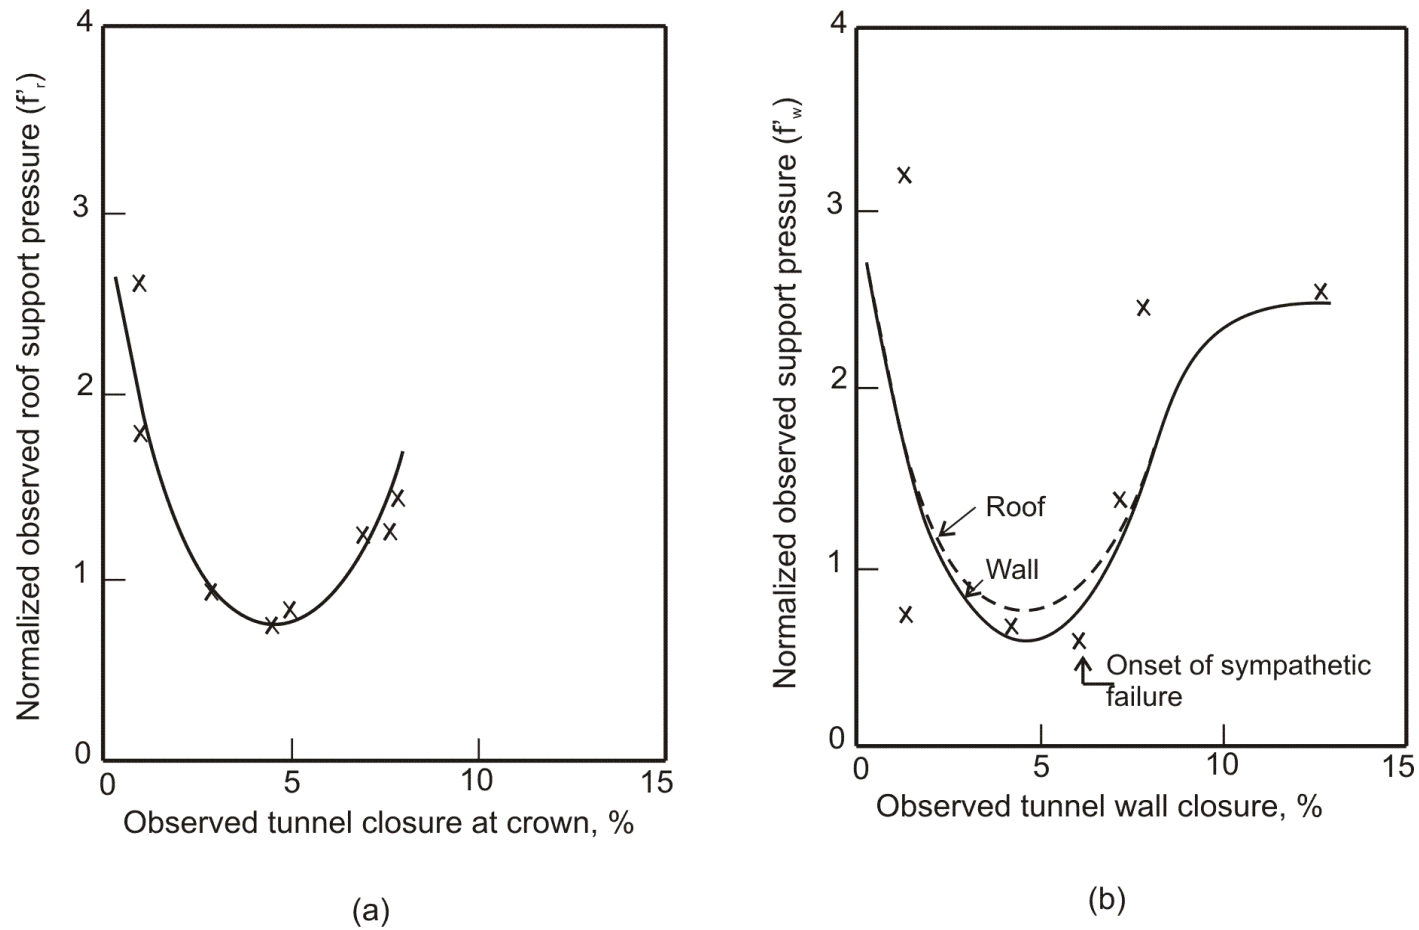 Normalized observed roof support pressure (f'r)
4
3
2
1
0
0
5
10
15
Observed tunnel closure at crown, %
(a)
Normalized observed support pressure (f'w)
4
3
2
1
0
Roof
Wall
Onset of sympathetic
failure
0
5
10
15
Observed tunnel wall closure, %
(b)